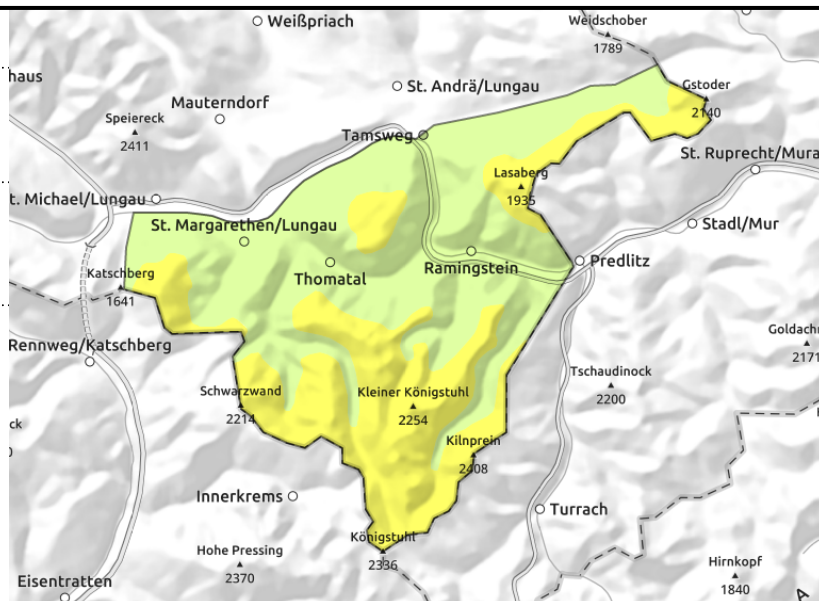 Weidschober
1789
Weißpriach
haus
St. Andrä/Lungau
Gstoder
2140
Mauterndorf
Speiereck
2411
Tamsweg
St. Ruprecht/Mura
Lasaberg
1935
t. Michael/Lungau
St. Margarethen/Lungau
Stadl/Mur
Thomatal
Ramingstein
Predlitz
Katschberg
1641
Rennweg/Katschberg
Goldach
2171
Tschaudinock
2200
Schwarzwand
2214
Kleiner Königstuhl
2254
ck
Kilnprein
2408
Innerkrems
Turrach
Königstuhl
2336
Hohe Pressing
2370
Hirnkopf
1840
Eisentratten
A